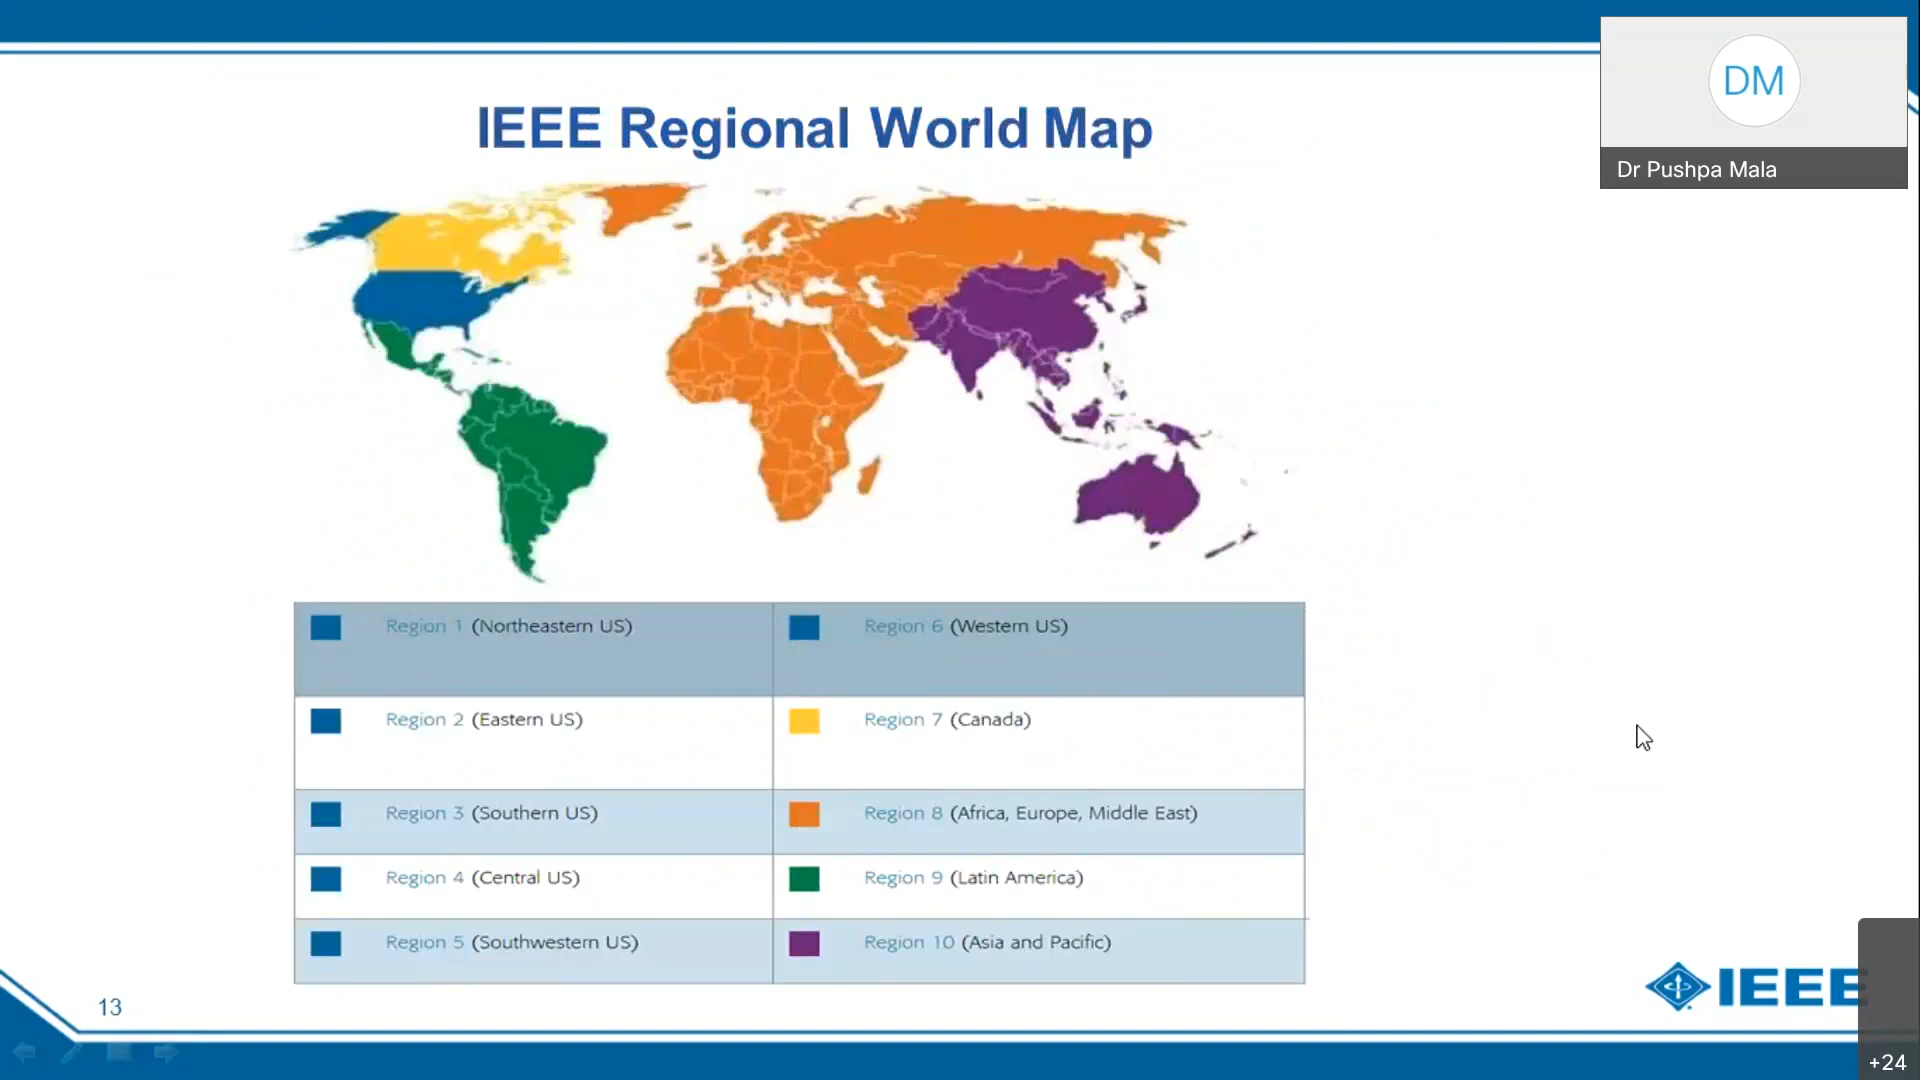 IEEE Regional World Map
DM
Dr Pushpa Mala
Region 1 (Northeastern US)
Region 6 (Western US)
Region 2 (Eastern US)
Region 7 (Canada)
Region 3 (Southern US)
Region 8 (Africa, Europe, Middle East)
Region 4 (Central US)
Region 9 (Latin America)
Region 5 (Southwestern US)
Region 10 (Asia and Pacific)
IEEE
13
+24